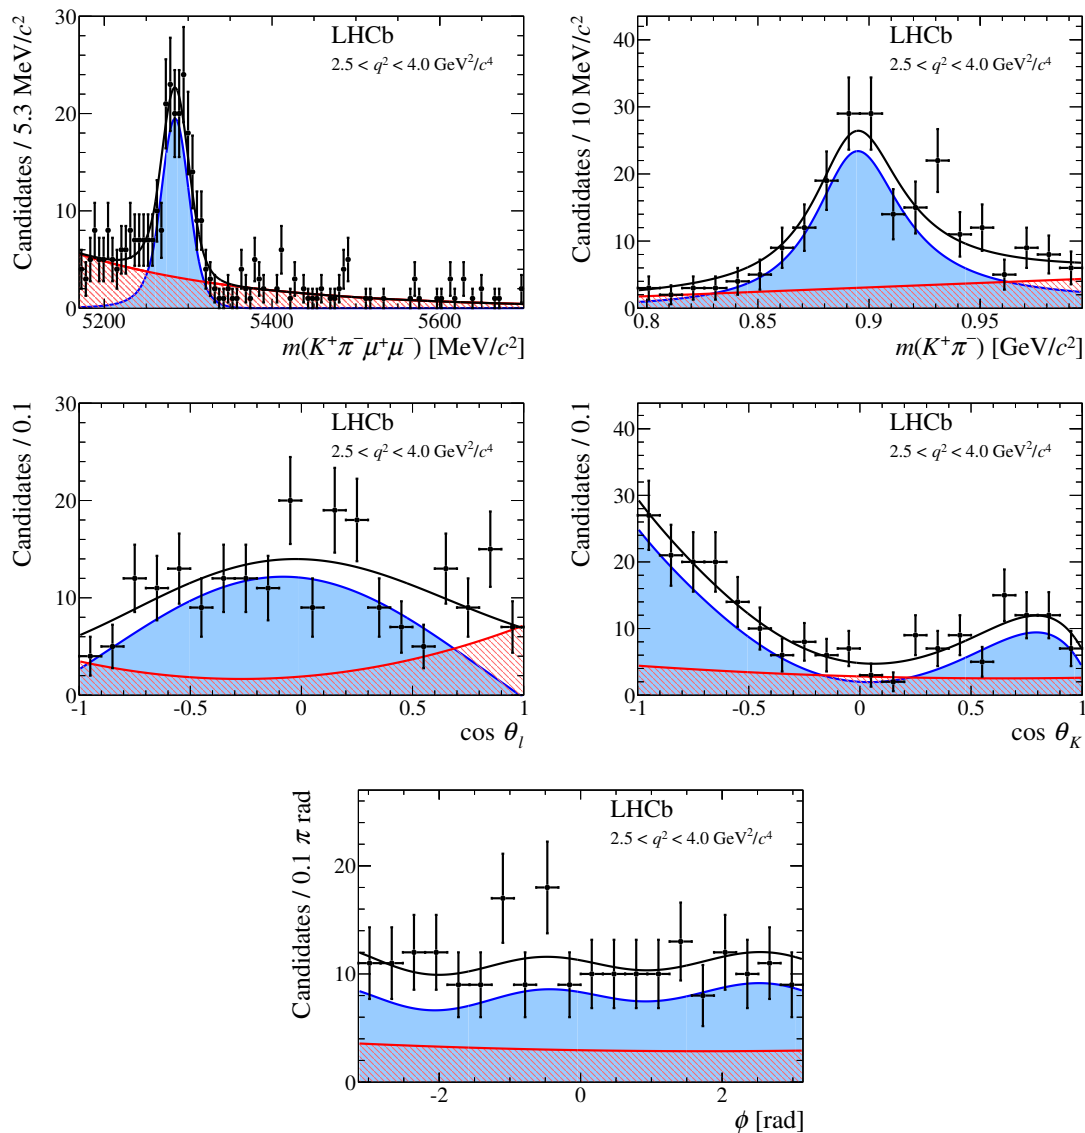 LHCb
2.5 < q² < 4.0 GeV²/c⁴
Candidates / 5.3 MeV/c²
30
20
10
0
5200 5400 5600
m(K⁺π⁻μ⁺μ⁻) [MeV/c²]
LHCb
2.5 < q² < 4.0 GeV²/c⁴
Candidates / 10 MeV/c²
40
30
20
10
0
0.8 0.85 0.9 0.95
m(K⁺π⁻) [GeV/c²]
LHCb
2.5 < q² < 4.0 GeV²/c⁴
Candidates / 0.1
30
20
10
0
-1 -0.5 0 0.5 1
cos θ_l
LHCb
2.5 < q² < 4.0 GeV²/c⁴
Candidates / 0.1
40
30
20
10
0
-1 -0.5 0 0.5 1
cos θ_K
LHCb
2.5 < q² < 4.0 GeV²/c⁴
Candidates / 0.1 π rad
20
10
0
-2 0 2
ϕ [rad]